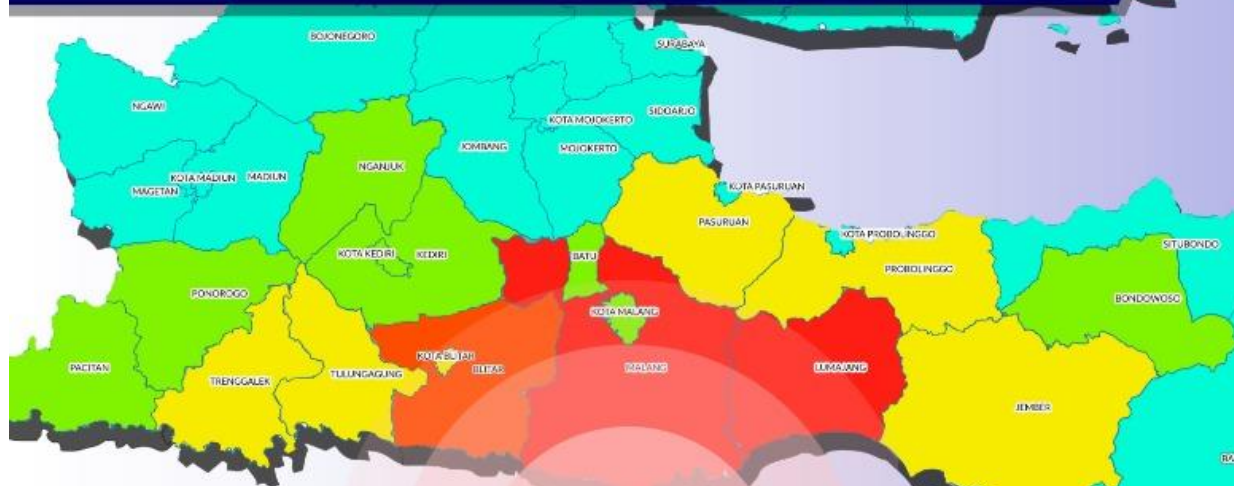 BOJONEGORO
SURABAYA
NGAWI
SIDOARJO
KOTA MOJOKERTO
JOMBANG
MOJOKERTO
NGANJUK
KOTA MADIUN
MADIUN
MAGETAN
KOTA PASURUAN
PASURUAN
KOTA PROBOLINGGO
SITUBONDO
KOTA KEDIRI
KEDIRI
BATU
PROBOLINGGO
PONOROGO
BONDOWOSO
KOTA MALANG
KOTA BLITAR
PACITAN
BLITAR
MALANG
LUMAJANG
TULUNGAGUNG
TRENGGALEK
JEMBER
BA